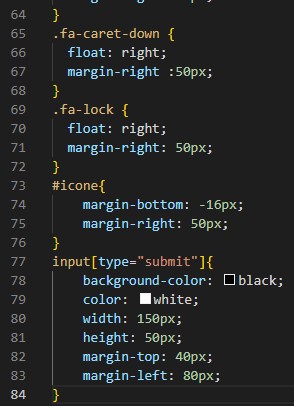 64 }
65 .fa-caret-down {
66 float: right;
67 margin-right :50px;
68 }
69 .fa-lock {
70 float: right;
71 margin-right: 50px;
72 }
73 #icone{
74 margin-bottom: -16px;
75 margin-right: 50px;
76 }
77 input[type="submit"]{
78 background-color: black;
79 color: white;
80 width: 150px;
81 height: 50px;
82 margin-top: 40px;
83 margin-left: 80px;
84 }